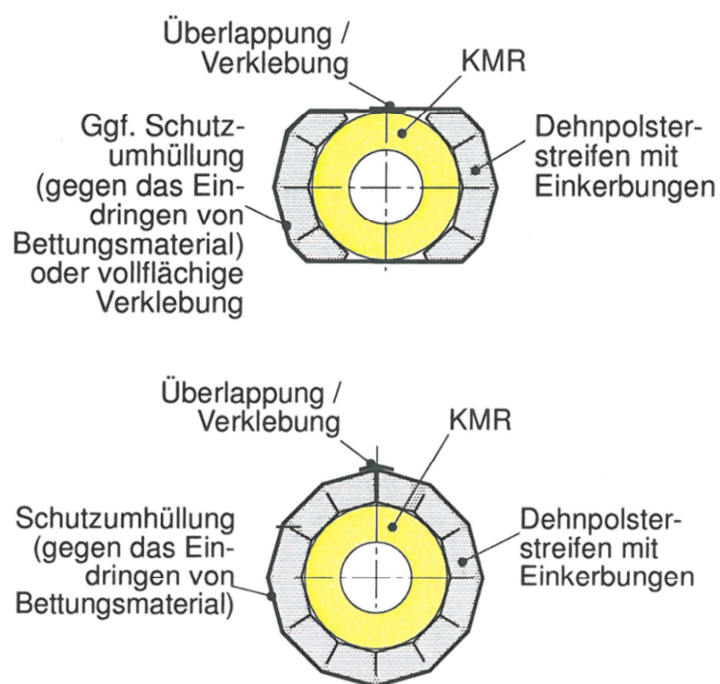 Überlappung /
Verklebung
KMR
Ggf. Schutz-
umhüllung
(gegen das Ein-
dringen von
Bettungsmaterial)
oder vollflächige
Verklebung
Dehnpolster-
streifen mit
Einkerbungen
Überlappung /
Verklebung
KMR
Schutzumhüllung
(gegen das Ein-
dringen von
Bettungsmaterial)
Dehnpolster-
streifen mit
Einkerbungen